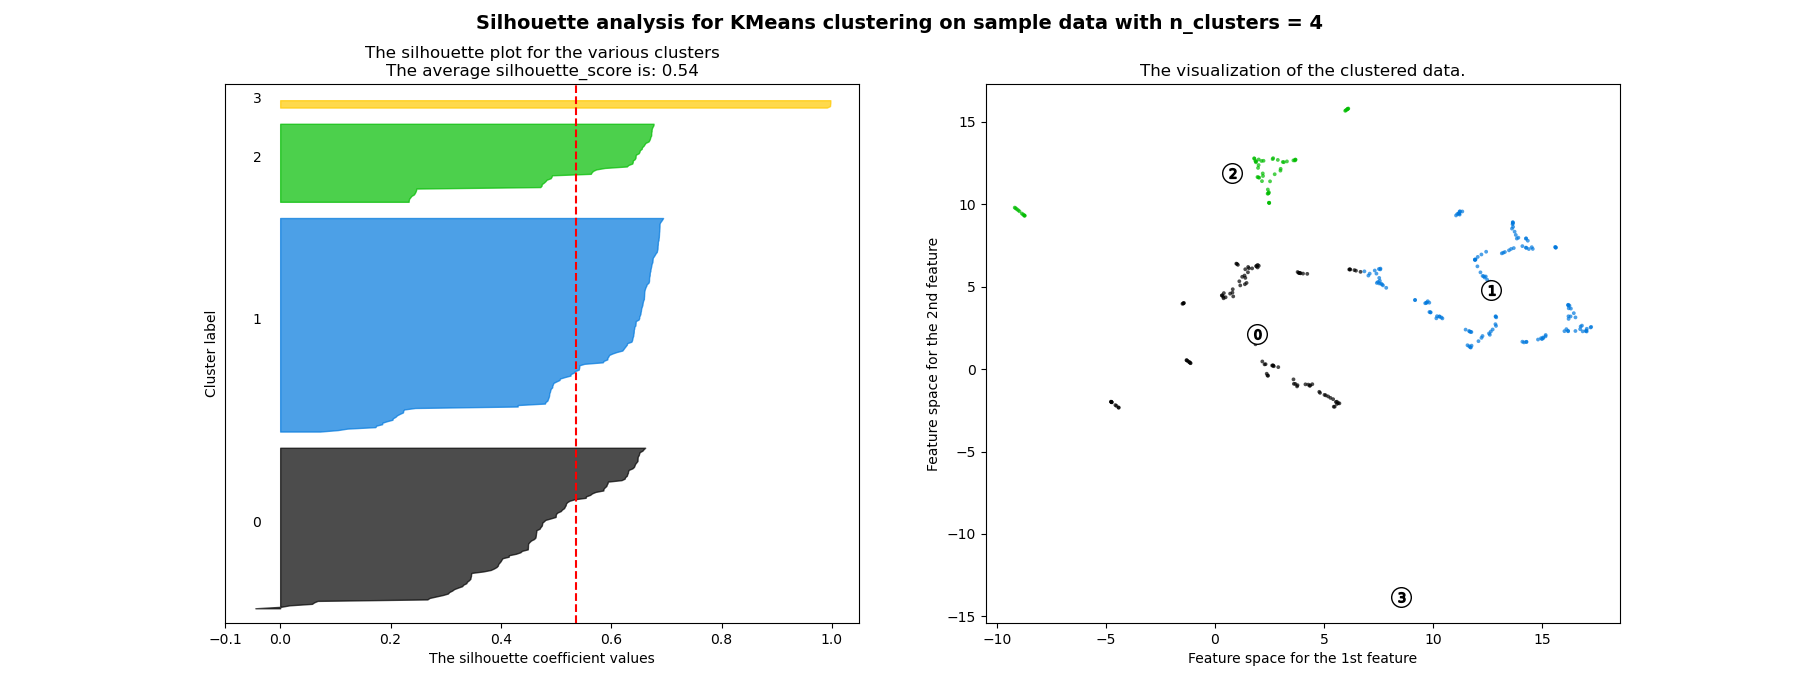 Silhouette analysis for KMeans clustering on sample data with n_clusters = 4
The silhouette plot for the various clusters
The average silhouette_score is: 0.54
3
2
1
0
Cluster label
−0.1 0.0 0.2 0.4 0.6 0.8 1.0
The silhouette coefficient values
The visualization of the clustered data.
15
10
5
0
−5
−10
−15
Feature space for the 2nd feature
2
1
0
3
−10 −5 0 5 10 15
Feature space for the 1st feature